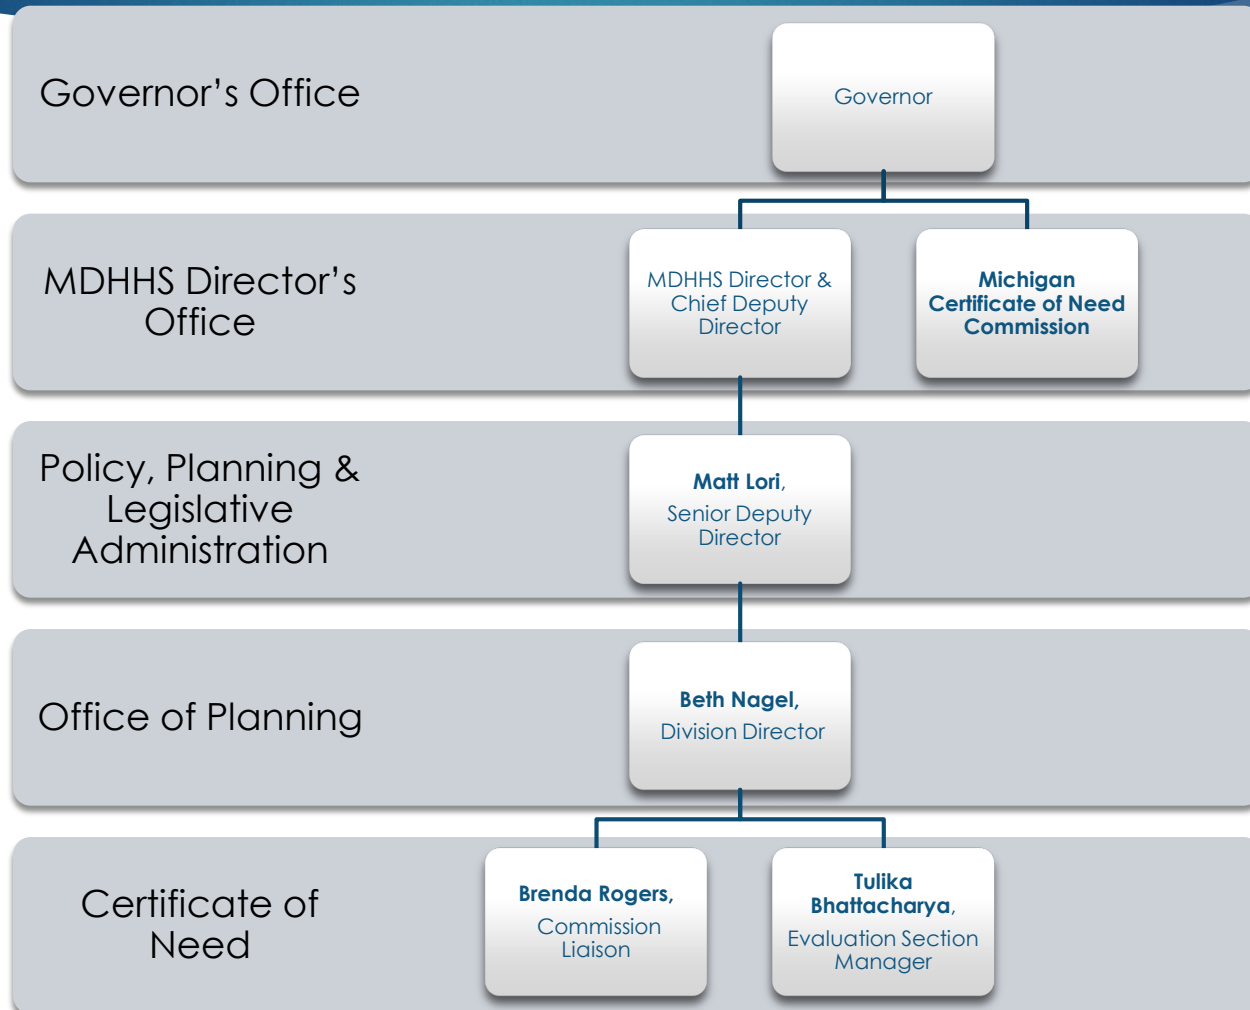 Governor’s Office
Governor
MDHHS Director’s
Office
MDHHS Director &
Chief Deputy
Director
Michigan
Certificate of Need
Commission
Policy, Planning &
Legislative
Administration
Matt Lori,
Senior Deputy
Director
Office of Planning
Beth Nagel,
Division Director
Certificate of
Need
Brenda Rogers,
Commission
Liaison
Tulika
Bhattacharya,
Evaluation Section
Manager